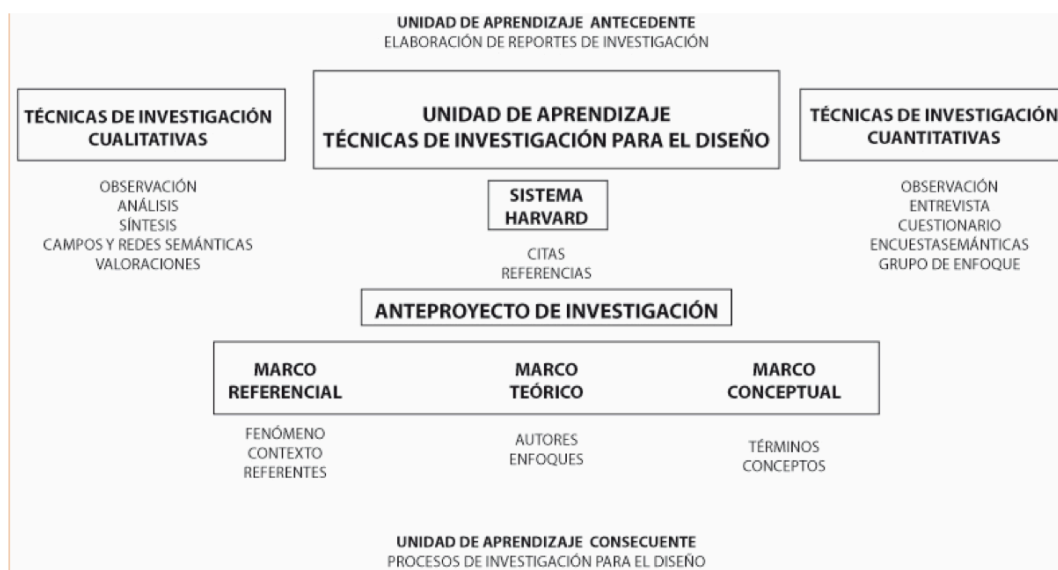 UNIDAD DE APRENDIZAJE ANTECEDENTE
ELABORACIÓN DE REPORTES DE INVESTIGACIÓN
TÉCNICAS DE INVESTIGACIÓN
CUALITATIVAS
OBSERVACIÓN
ANÁLISIS
SÍNTESIS
CAMPOS Y REDES SEMÁNTICAS
VALORACIONES
UNIDAD DE APRENDIZAJE
TÉCNICAS DE INVESTIGACIÓN PARA EL DISEÑO
SISTEMA
HARVARD
CITAS
REFERENCIAS
TÉCNICAS DE INVESTIGACIÓN
CUANTITATIVAS
OBSERVACIÓN
ENTREVISTA
CUESTIONARIO
ENCUESTASEMÁNTICAS
GRUPO DE ENFOQUE
ANTEPROYECTO DE INVESTIGACIÓN
MARCO
REFERENCIAL
FENÓMENO
CONTEXTO
REFERENTES
MARCO
TEÓRICO
AUTORES
ENFOQUES
MARCO
CONCEPTUAL
TÉRMINOS
CONCEPTOS
UNIDAD DE APRENDIZAJE CONSECUENTE
PROCESOS DE INVESTIGACIÓN PARA EL DISEÑO